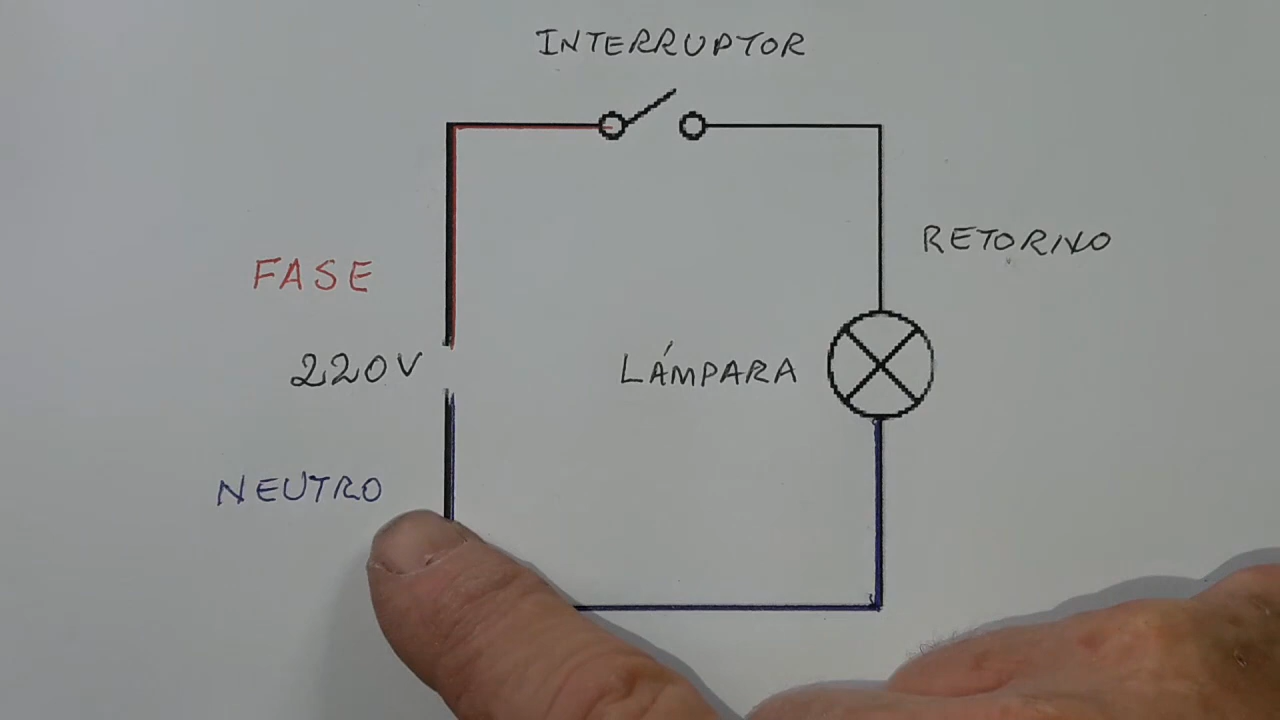 INTERRUPTOR
RETORNO
FASE
220V
LÁMPARA
NEUTRO